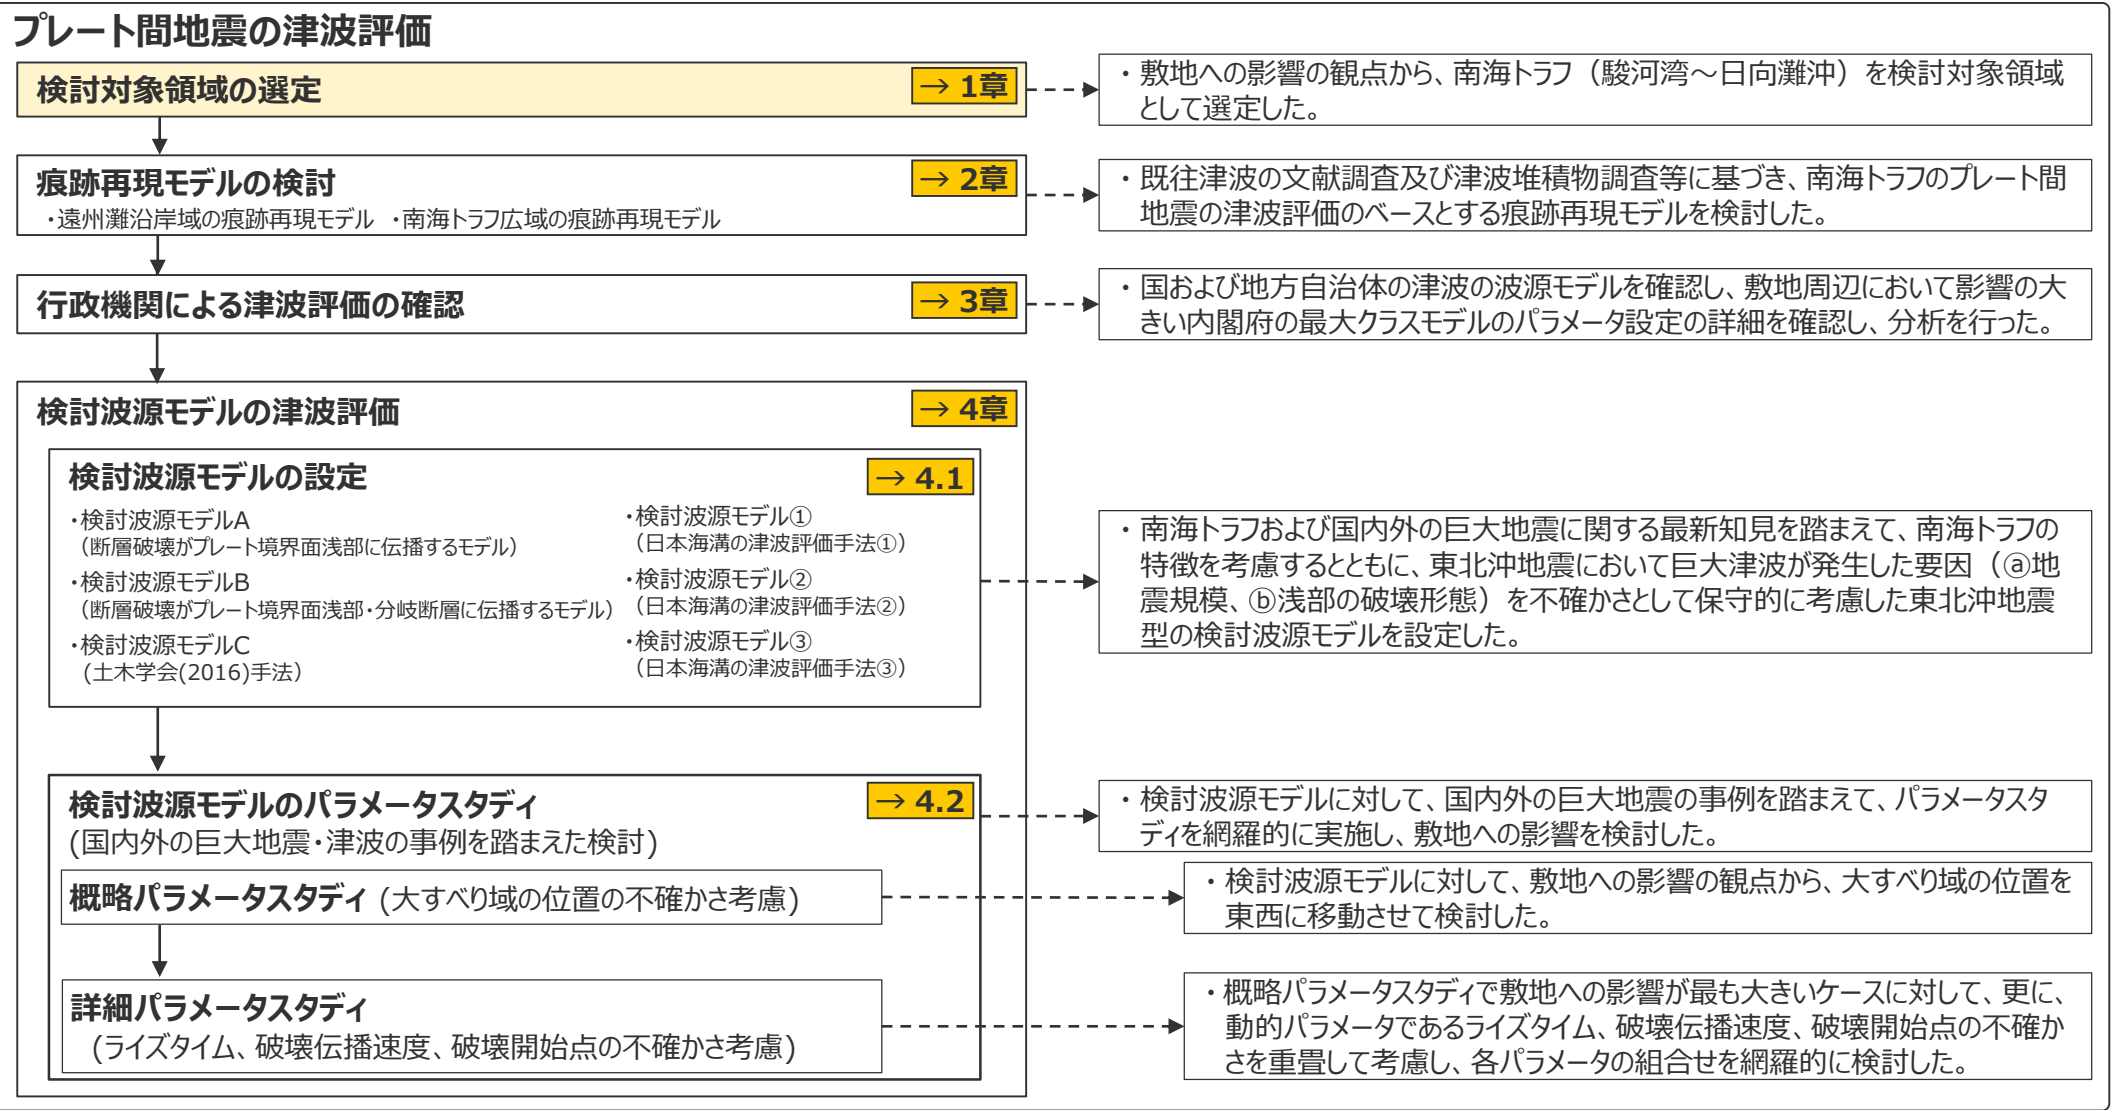 プレート間地震の津波評価
検討対象領域の選定
→ 1章
・敷地への影響の観点から、南海トラフ（駿河湾～日向灘沖）を検討対象領域
として選定した。
痕跡再現モデルの検討
→ 2章
・遠州灘沿岸域の痕跡再現モデル ・南海トラフ広域の痕跡再現モデル
・既往津波の文献調査及び津波堆積物調査等に基づき、南海トラフのプレート間
地震の津波評価のベースとする痕跡再現モデルを検討した。
行政機関による津波評価の確認
→ 3章
・国および地方自治体の津波の波源モデルを確認し、敷地周辺において影響の大
きい内閣府の最大クラスモデルのパラメータ設定の詳細を確認し、分析を行った。
検討波源モデルの津波評価
→ 4章
検討波源モデルの設定
→ 4.1
・検討波源モデルA
（断層破壊がプレート境界面浅部に伝播するモデル）
・検討波源モデルB
（断層破壊がプレート境界面浅部・分岐断層に伝播するモデル）
・検討波源モデルC
(土木学会(2016)手法）
・検討波源モデル①
（日本海溝の津波評価手法①）
・検討波源モデル②
（日本海溝の津波評価手法②）
・検討波源モデル③
（日本海溝の津波評価手法③）
・南海トラフおよび国内外の巨大地震に関する最新知見を踏まえて、南海トラフの
特徴を考慮するとともに、東北沖地震において巨大津波が発生した要因（ⓐ地
震規模、ⓑ浅部の破壊形態）を不確かさとして保守的に考慮した東北沖地震
型の検討波源モデルを設定した。
検討波源モデルのパラメータスタディ
→ 4.2
(国内外の巨大地震・津波の事例を踏まえた検討)
・検討波源モデルに対して、国内外の巨大地震の事例を踏まえて、パラメータスタ
ディを網羅的に実施し、敷地への影響を検討した。
概略パラメータスタディ (大すべり域の位置の不確かさ考慮)
・検討波源モデルに対して、敷地への影響の観点から、大すべり域の位置を
東西に移動させて検討した。
詳細パラメータスタディ
(ライズタイム、破壊伝播速度、破壊開始点の不確かさ考慮)
・概略パラメータスタディで敷地への影響が最も大きいケースに対して、更に、
動的パラメータであるライズタイム、破壊伝播速度、破壊開始点の不確か
さを重畳して考慮し、各パラメータの組合せを網羅的に検討した。